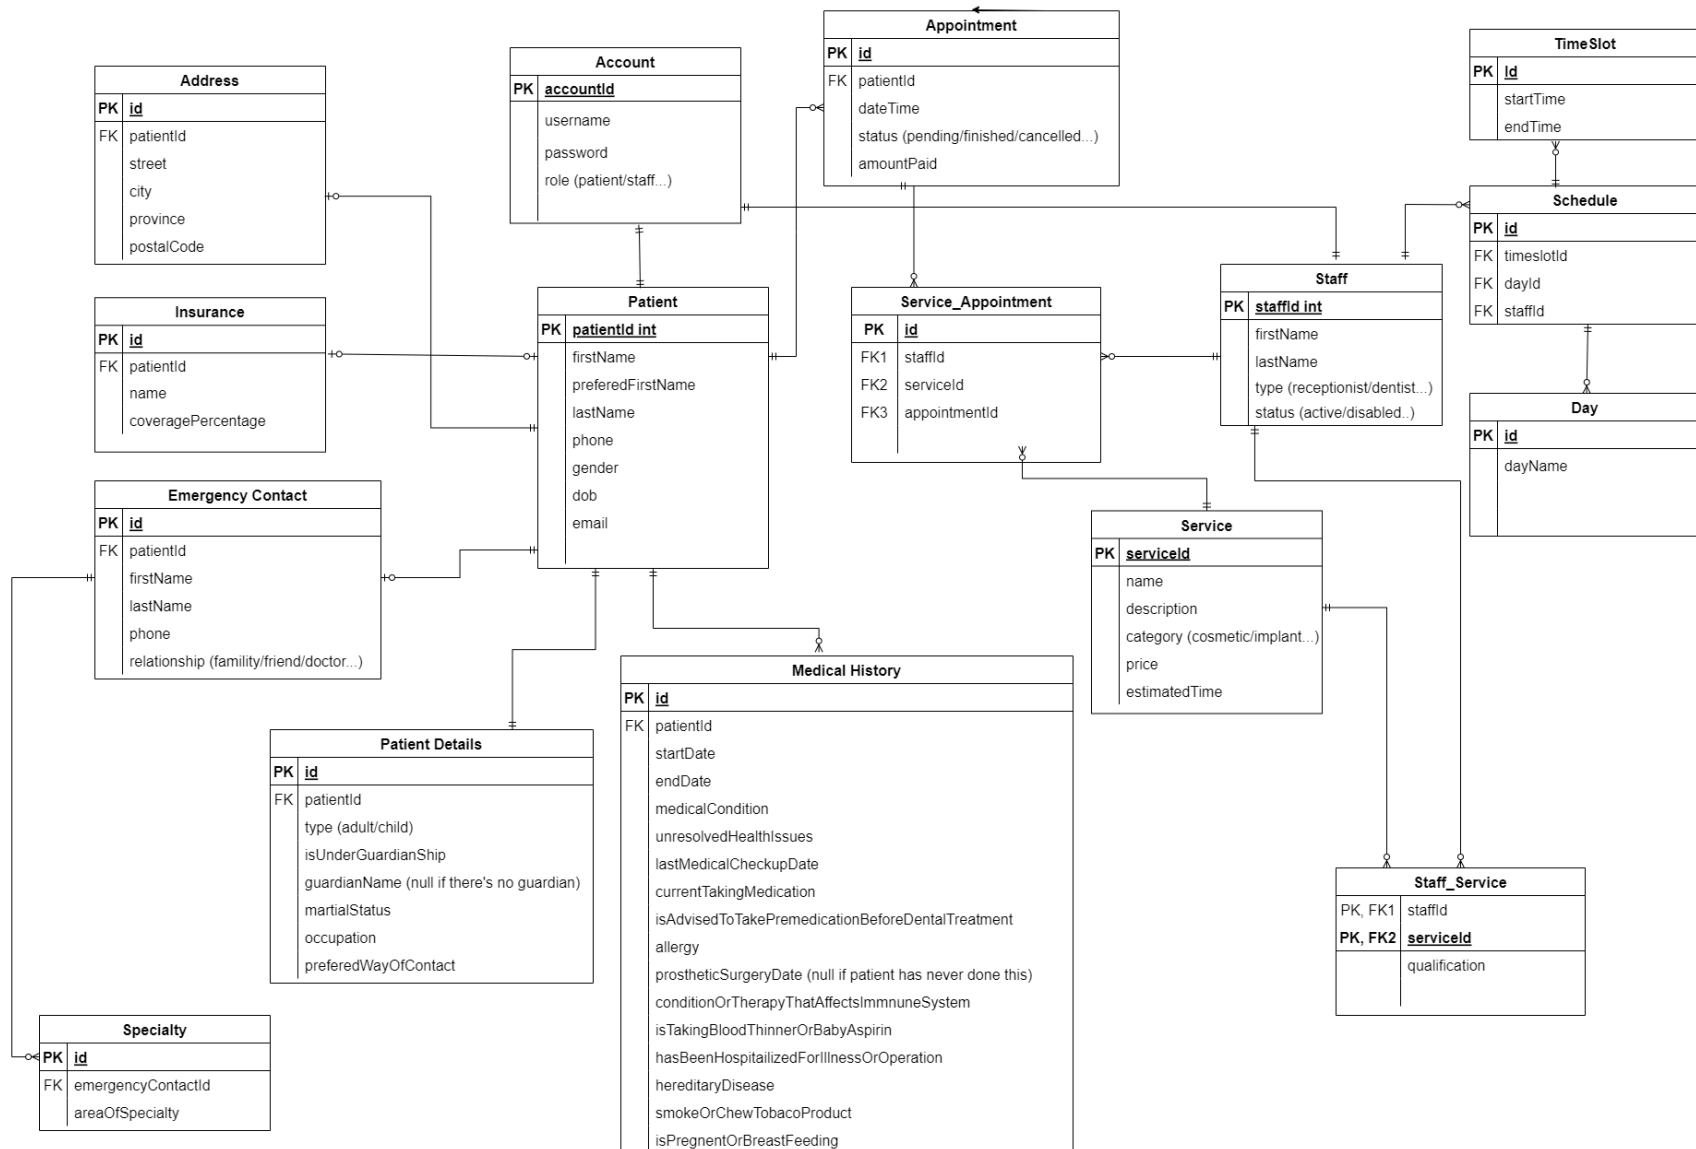 Address
PK id
FK patientId
street
city
province
postalCode
Account
PK accountId
username
password
role (patient/staff...)
Appointment
PK id
FK patientId
dateTime
status (pending/finished/cancelled...)
amountPaid
TimeSlot
PK Id
startTime
endTime
Schedule
PK id
FK timeslotId
FK dayId
FK staffId
Insurance
PK id
FK patientId
name
coveragePercentage
Patient
PK patientId int
firstName
preferedFirstName
lastName
phone
gender
dob
email
Service_Appointment
PK id
FK1 staffId
FK2 serviceId
FK3 appointmentId
Staff
PK staffId int
firstName
lastName
type (receptionist/dentist...)
status (active/disabled..)
Day
PK id
dayName
Emergency Contact
PK id
FK patientId
firstName
lastName
phone
relationship (famility/friend/doctor...)
Service
PK serviceId
name
description
category (cosmetic/implant...)
price
estimatedTime
Patient Details
PK id
FK patientId
type (adult/child)
isUnderGuardianShip
guardianName (null if there's no guardian)
martialStatus
occupation
preferedWayOfContact
Medical History
PK id
FK patientId
startDate
endDate
medicalCondition
unresolvedHealthIssues
lastMedicalCheckupDate
currentTakingMedication
isAdvisedToTakePremedicationBeforeDentalTreatment
allergy
prostheticSurgeryDate (null if patient has never done this)
conditionOrTherapyThatAffectsImmnuneSystem
isTakingBloodThinnerOrBabyAspirin
hasBeenHospitailizedForIllnessOrOperation
hereditaryDisease
smokeOrChewTobacoProduct
isPregnentOrBreastFeeding
Staff_Service
PK, FK1 staffId
PK, FK2 serviceId
qualification
Specialty
PK id
FK emergencyContactId
areaOfSpecialty